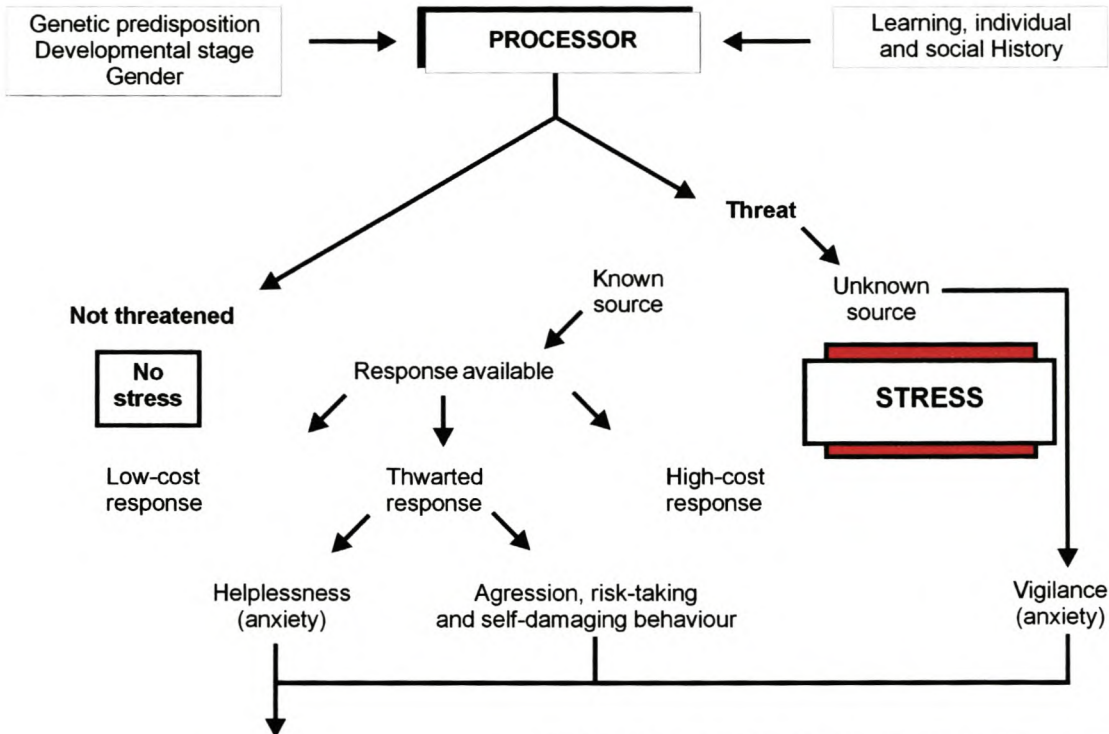 Genetic predisposition
Developmental stage
Gender
PROCESSOR
Learning, individual
and social History
Threat
Known
source
Unknown
source
Not threatened
No
stress
Response available
STRESS
Low-cost
response
Thwarted
response
High-cost
response
Helplessness
(anxiety)
Agression, risk-taking
and self-damaging behaviour
Vigilance
(anxiety)